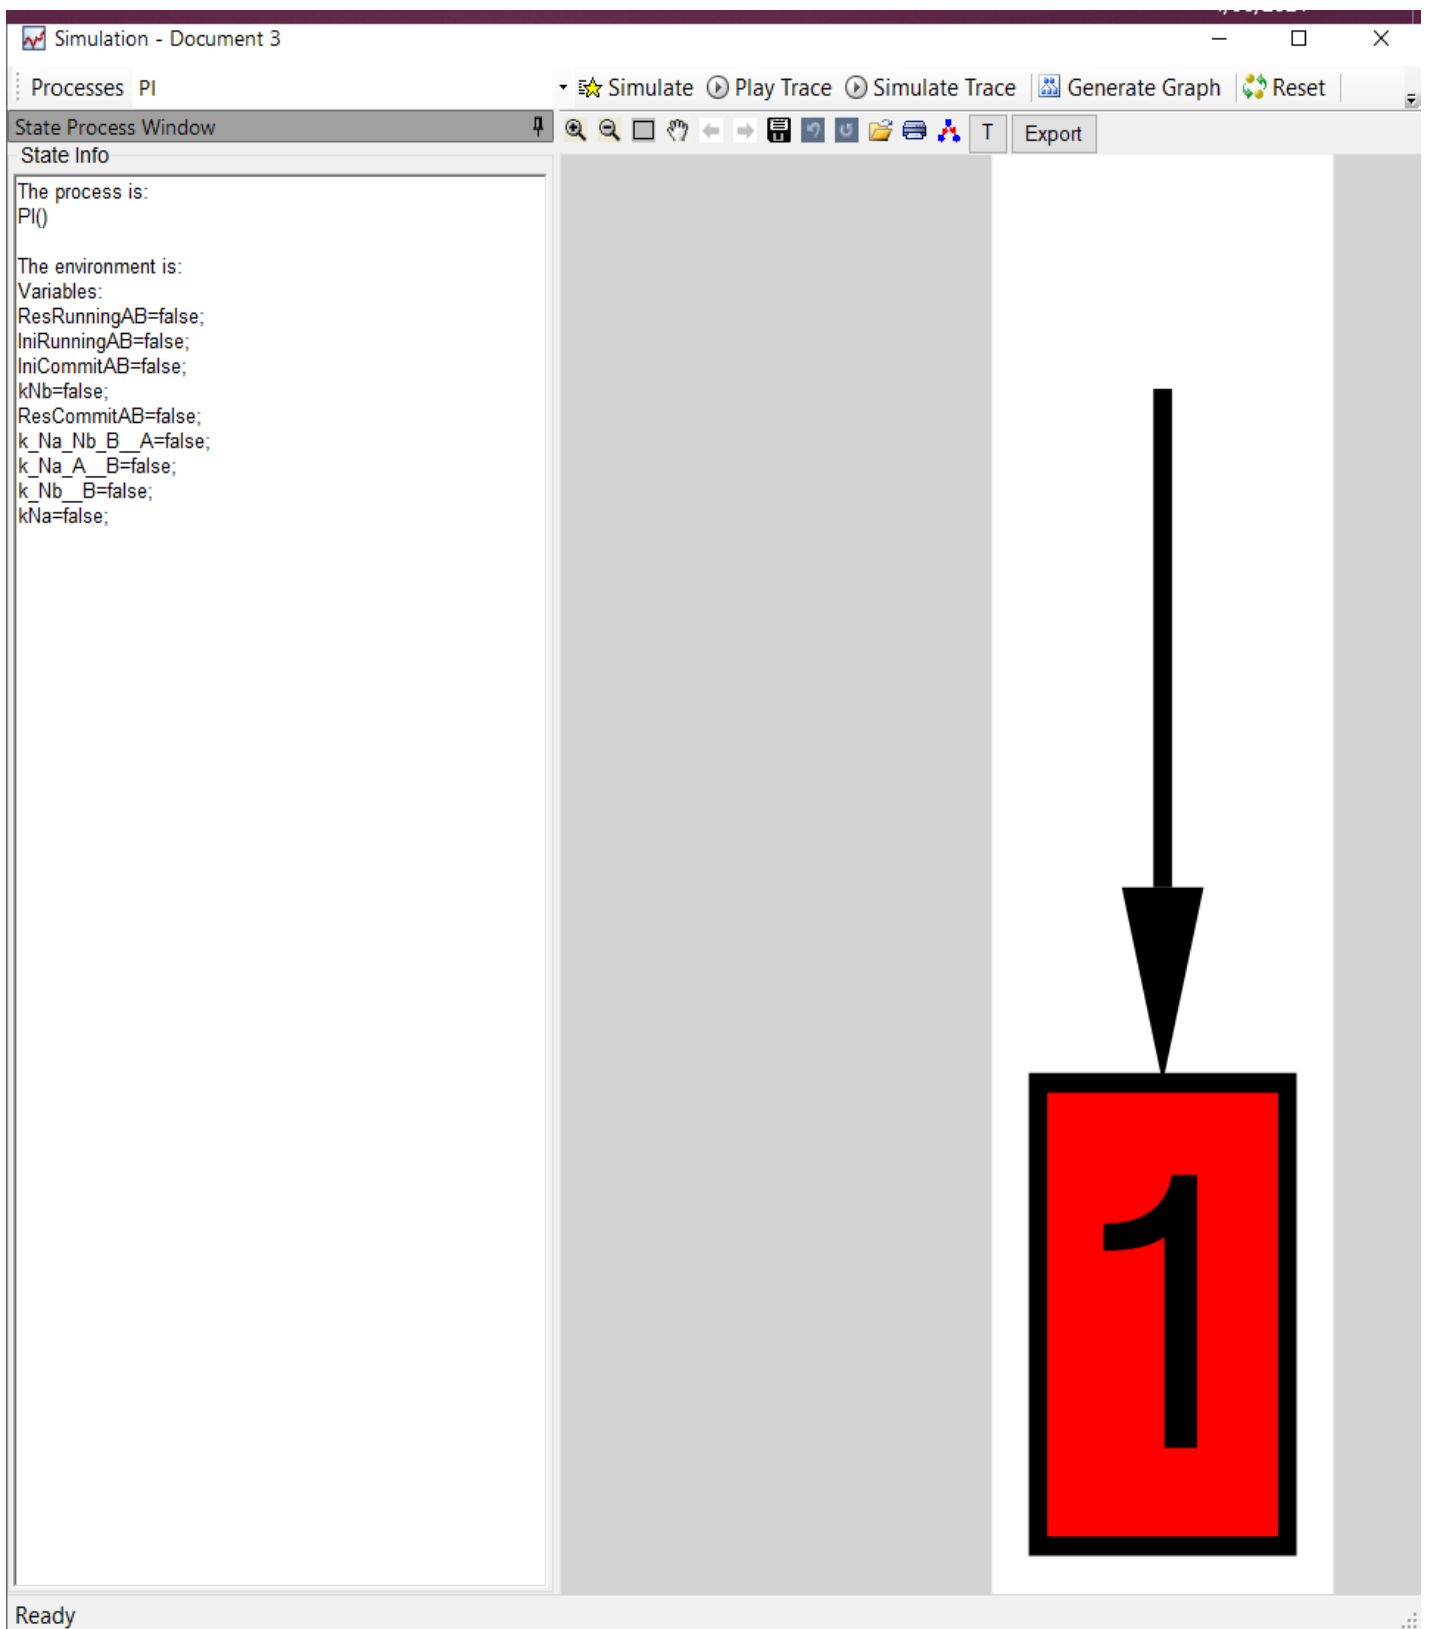 Simulation - Document 3
Processes PI
Simulate Play Trace Simulate Trace Generate Graph Reset
State Process Window
T Export
State Info
The process is:
PI()
The environment is:
Variables:
ResRunningAB=false;
IniRunningAB=false;
IniCommitAB=false;
kNb=false;
ResCommitAB=false;
k_Na_Nb_B__A=false;
k_Na_A__B=false;
k_Nb__B=false;
kNa=false;
1
Ready